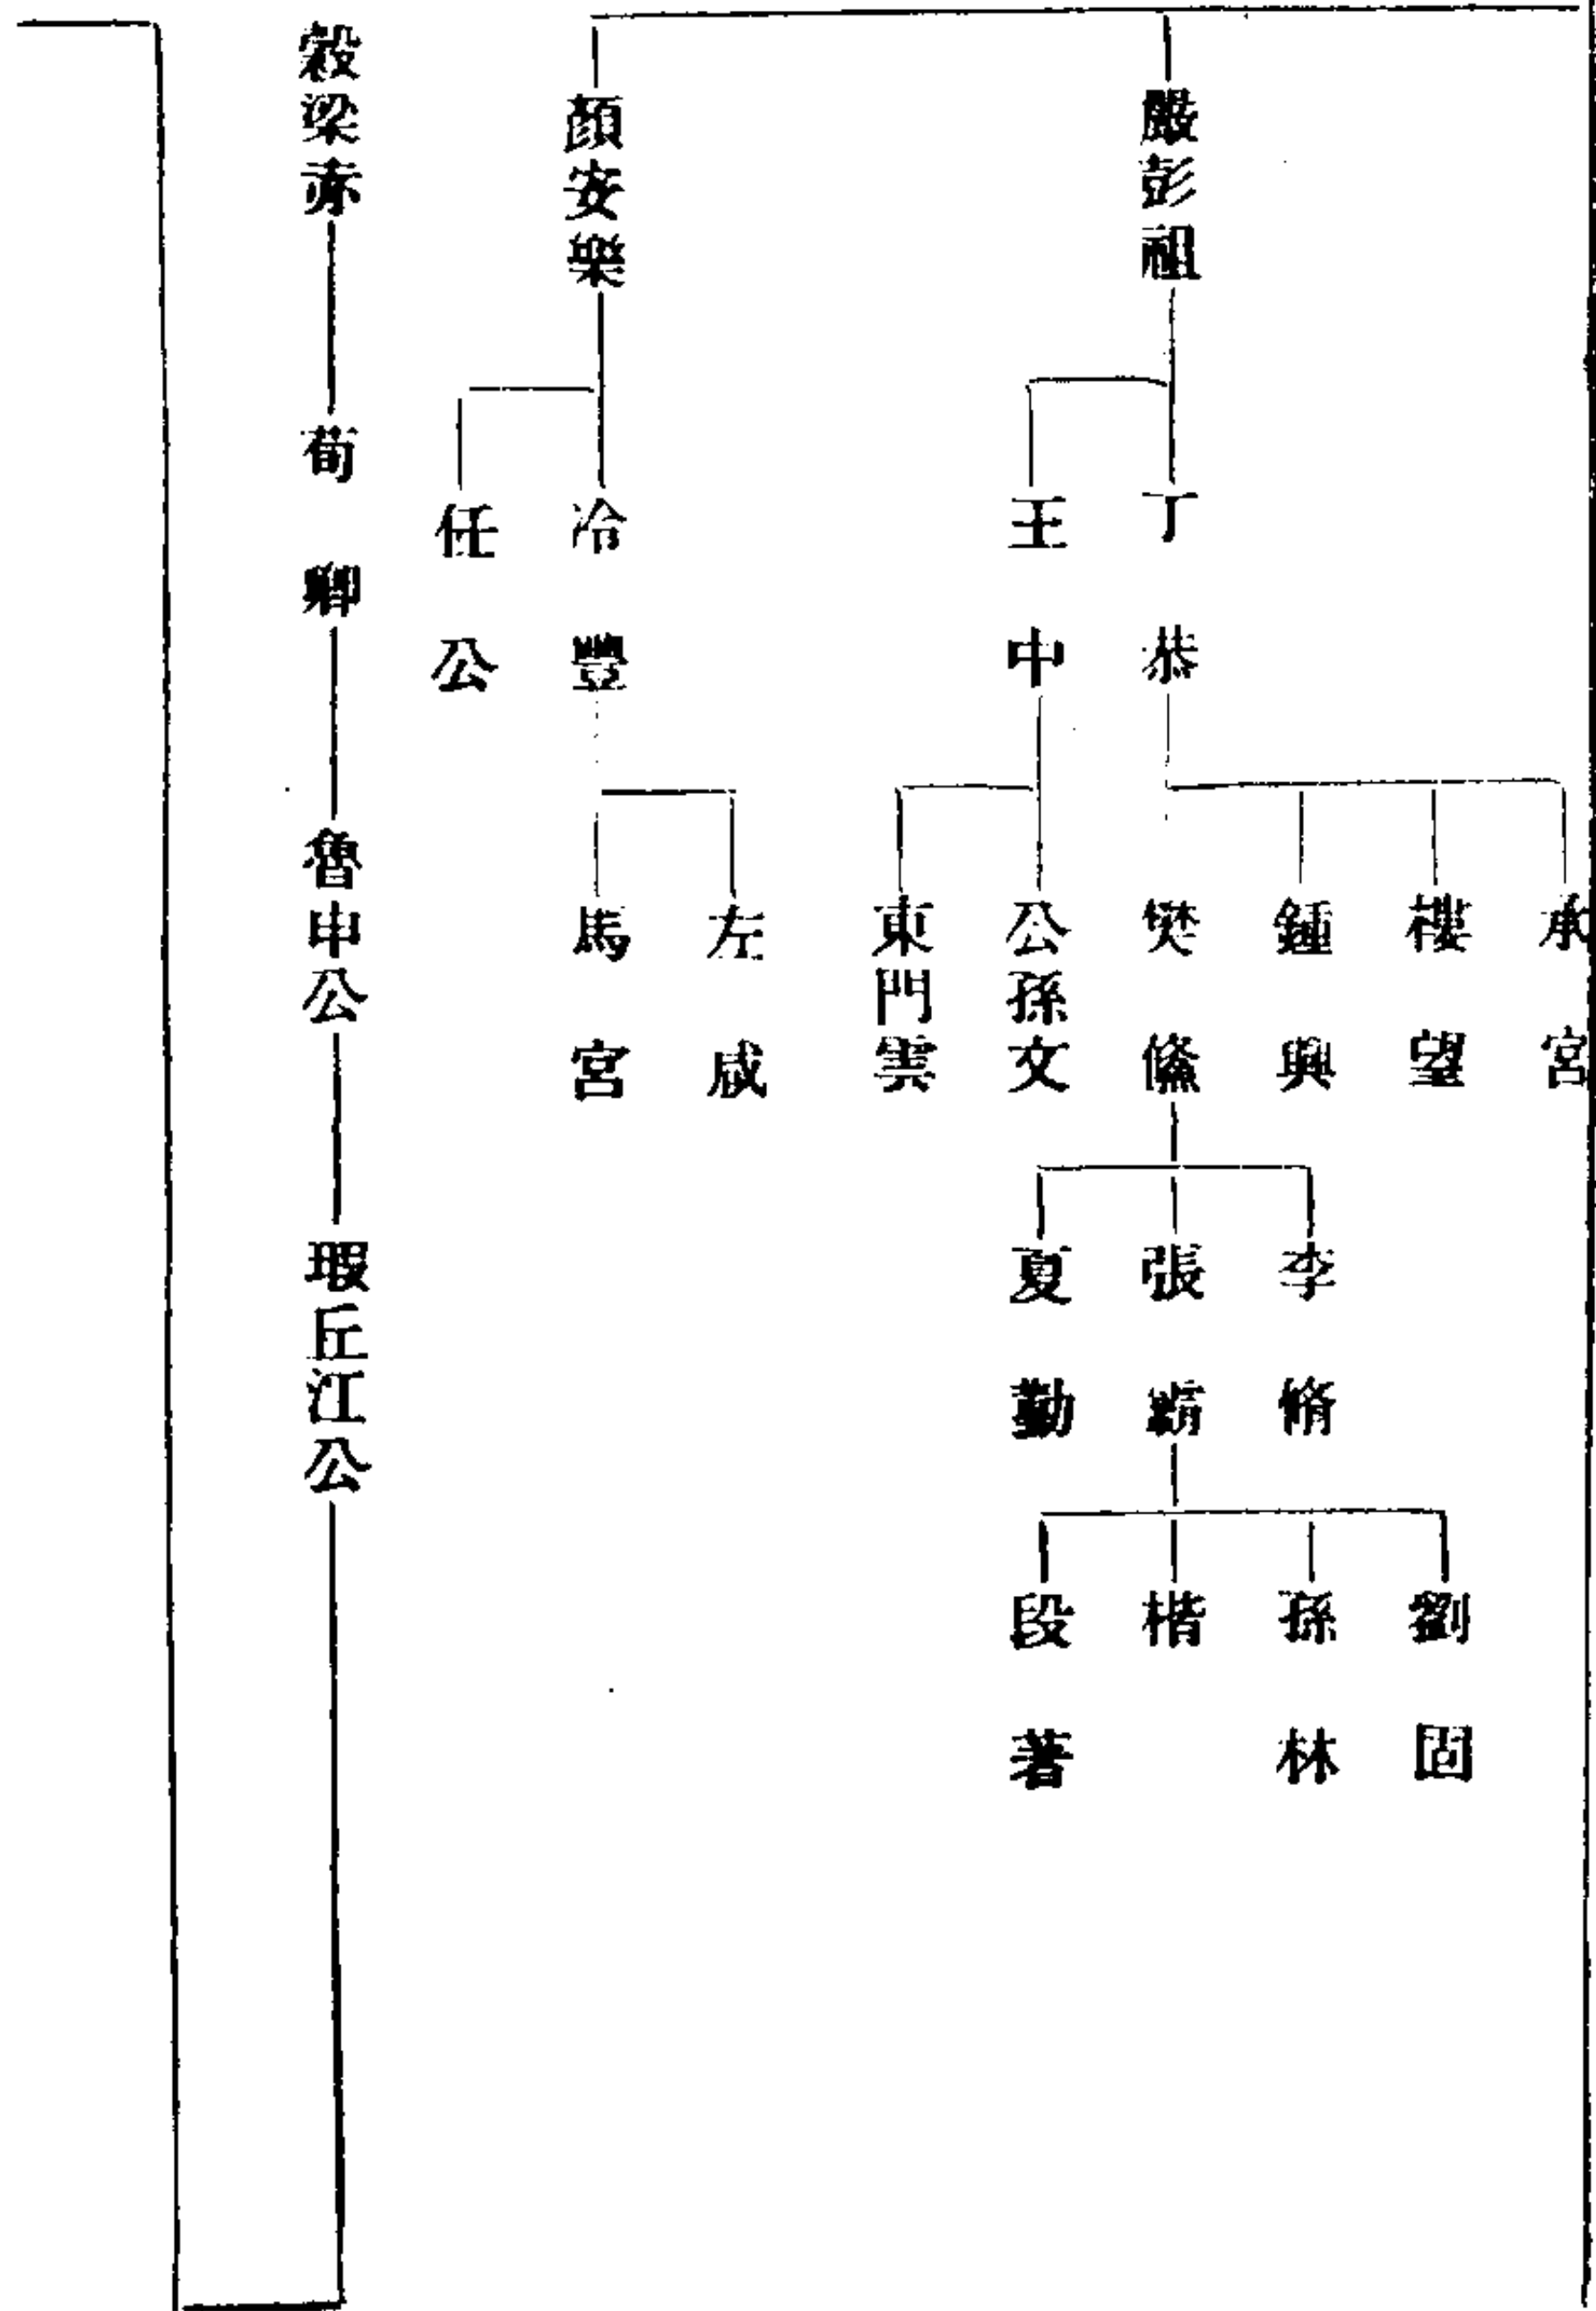 嚴彭祖
丁恭
承宮
樓望
鍾興
樊鯈
李脩
張霸
劉固
孫林
楷
段著
夏勤
王中
公孫文
東門雲
顏安樂
冷豐
左咸
馬宮
任公
穀梁赤
荀卿
魯申公
瑕丘江公